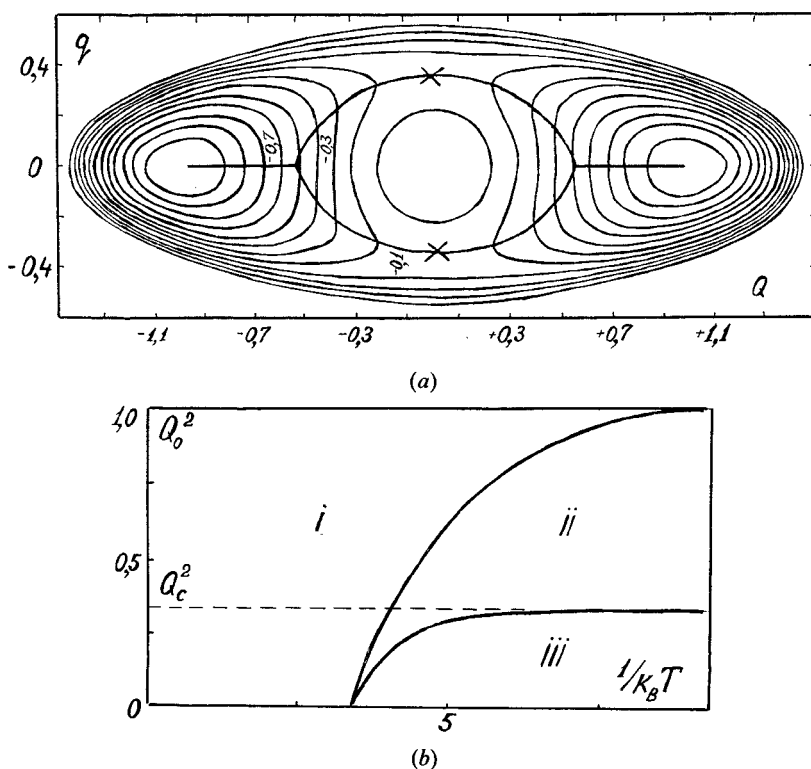 q
0,4
0
-0,4
-0,7
-0,3
-0,1
Q
-1,1 -0,7 -0,3 +0,3 +0,7 +1,1
(a)
1,0
Q₀²
i
ii
0,5
Q_c²
iii
1/K_BT
0
5
(b)